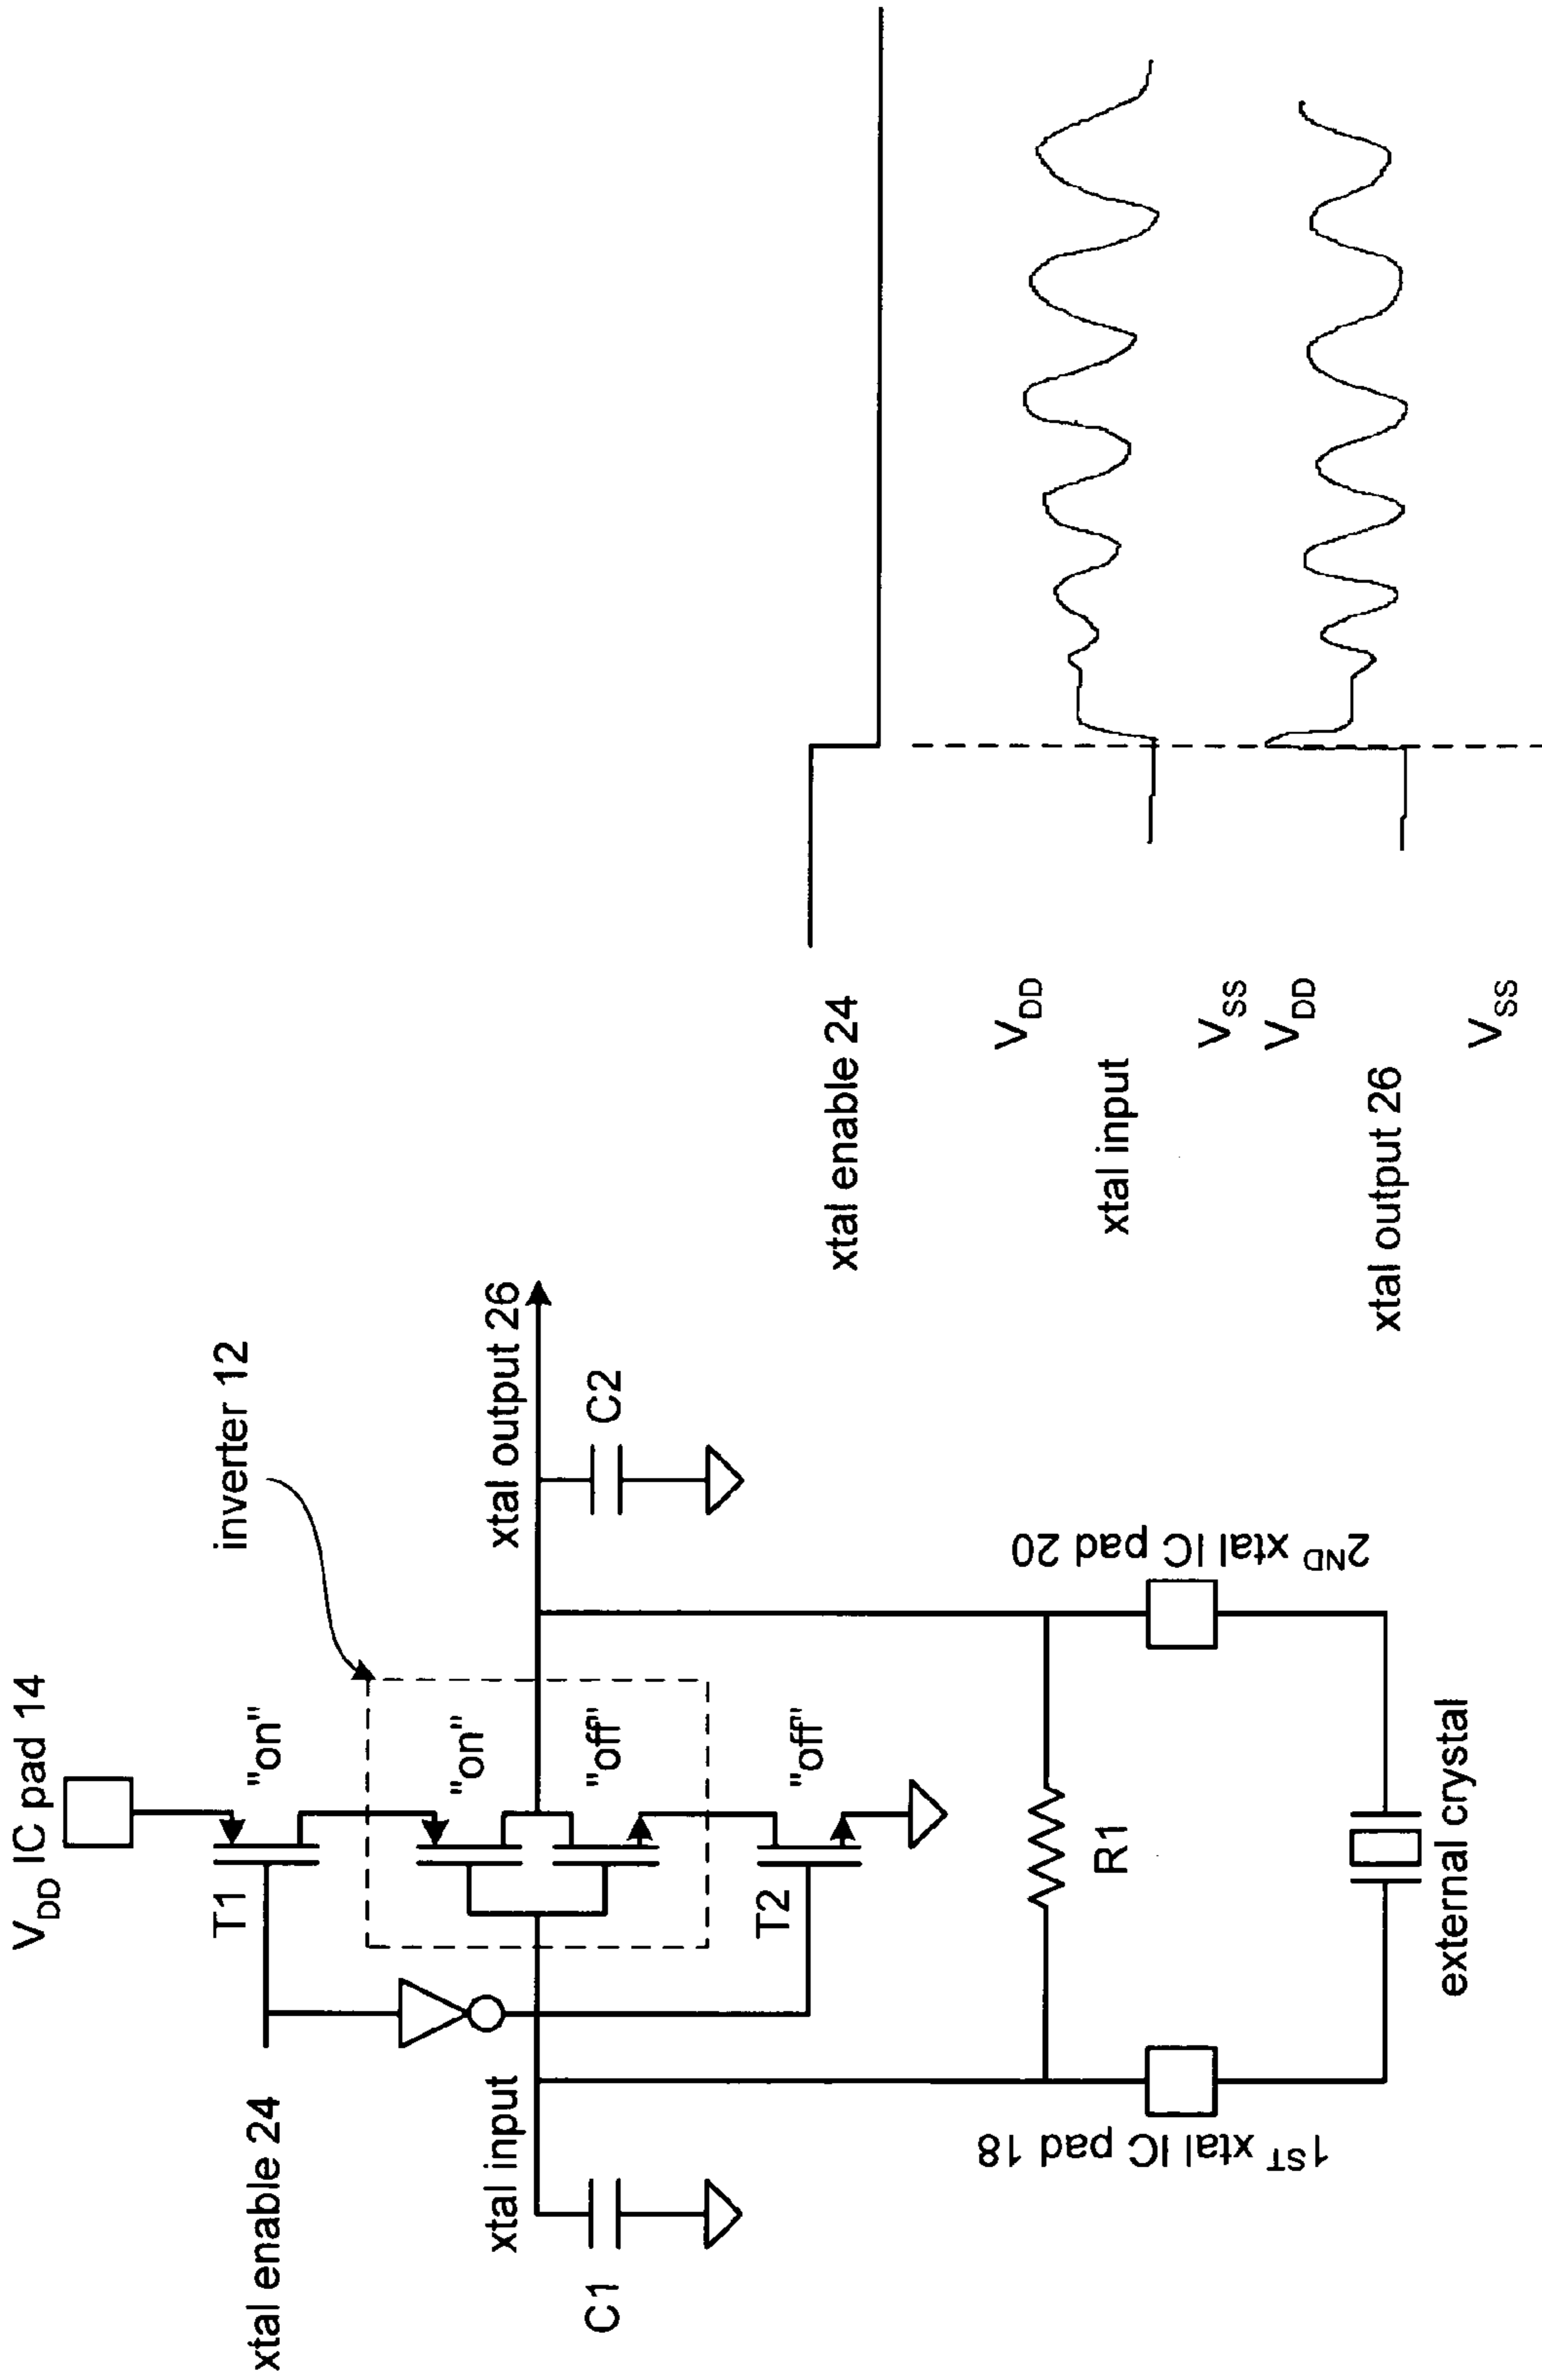 V_DD IC pad 14
inverter 12
T1
"on"
xtal enable 24
"on"
xtal input
xtal output 26
"off"
C1
C2
T2
"off"
1ST xtal IC pad 18
2ND xtal IC pad 20
R1
external crystal
xtal enable 24
VDD
xtal input
VSS
VDD
xtal output 26
VSS